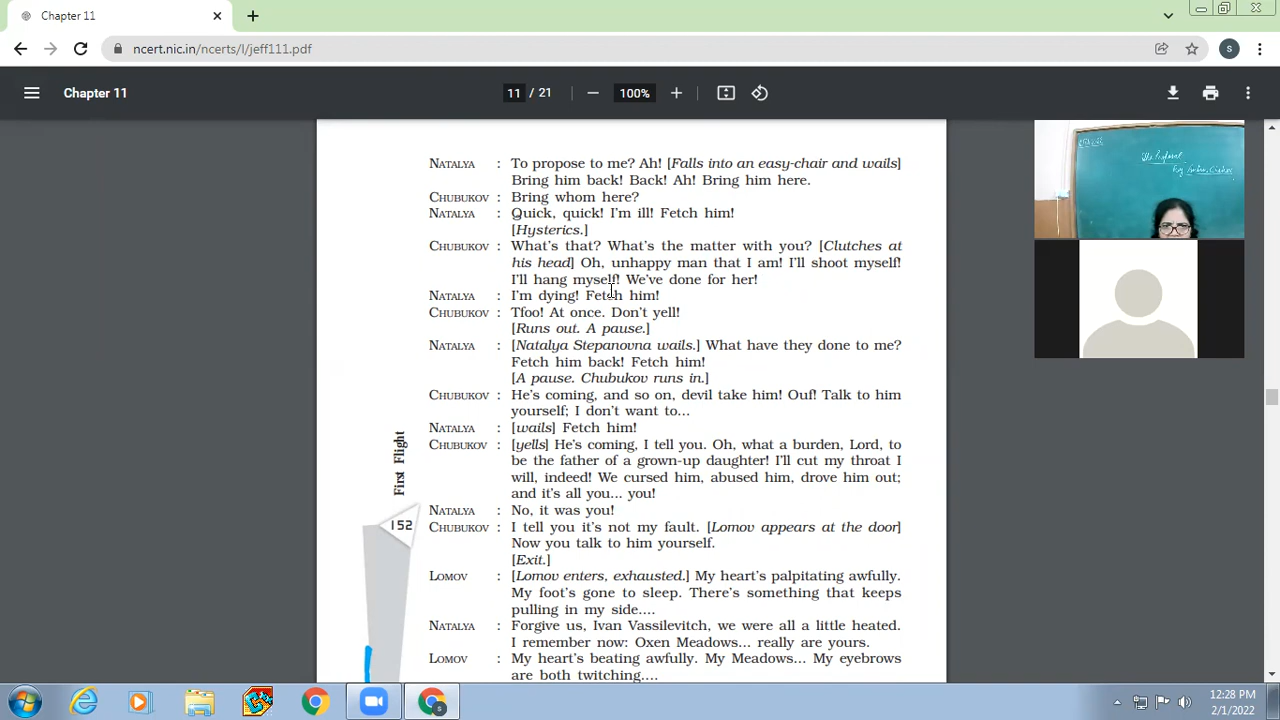 Chapter 11
ncert.nic.in/ncerts/l/jeff111.pdf
S
Chapter 11
11 / 21
100%
NATALYA : To propose to me? Ah! [Falls into an easy-chair and wails]
Bring him back! Back! Ah! Bring him here.
CHUBUKOV : Bring whom here?
NATALYA : Quick, quick! I'm ill! Fetch him!
[Hysterics.]
CHUBUKOV : What's that? What's the matter with you? [Clutches at
his head] Oh, unhappy man that I am! I'll shoot myself!
I'll hang myself! We've done for her!
NATALYA : I'm dying! Fetch him!
CHUBUKOV : Tfoo! At once. Don't yell!
[Runs out. A pause.]
NATALYA : [Natalya Stepanovna wails.] What have they done to me?
Fetch him back! Fetch him!
[A pause. Chubukov runs in.]
CHUBUKOV : He's coming, and so on, devil take him! Ouf! Talk to him
yourself; I don't want to...
NATALYA : [wails] Fetch him!
CHUBUKOV : [yells] He's coming, I tell you. Oh, what a burden, Lord, to
be the father of a grown-up daughter! I'll cut my throat I
will, indeed! We cursed him, abused him, drove him out;
and it's all you... you!
NATALYA : No, it was you!
CHUBUKOV : I tell you it's not my fault. [Lomov appears at the door]
Now you talk to him yourself.
[Exit.]
LOMOV : [Lomov enters, exhausted.] My heart's palpitating awfully.
My foot's gone to sleep. There's something that keeps
pulling in my side....
NATALYA : Forgive us, Ivan Vassilevitch, we were all a little heated.
I remember now: Oxen Meadows... really are yours.
LOMOV : My heart's beating awfully. My Meadows... My eyebrows
are both twitching....
First Flight
152
The Proposal
By
S
12:28 PM
2/1/2022